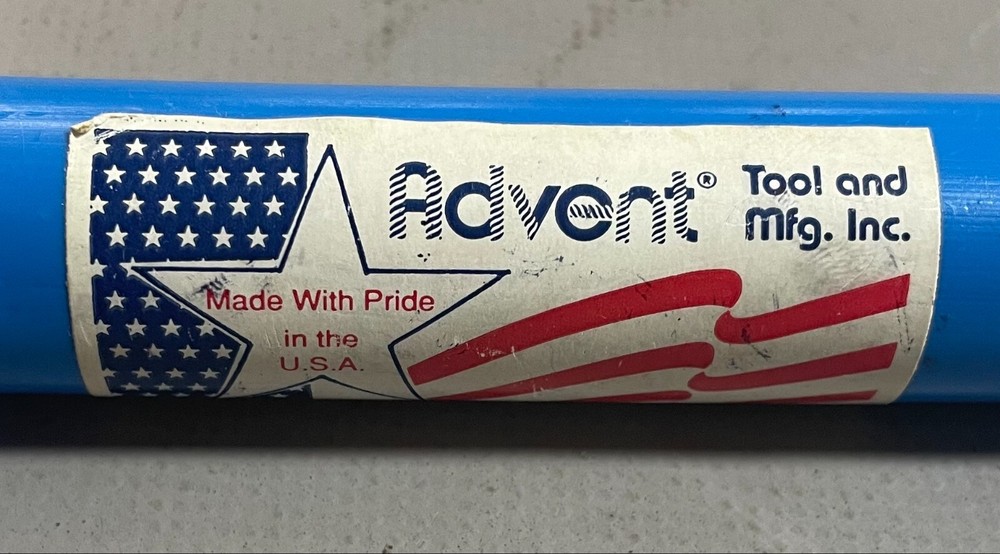 Advent® Tool and
Mfg. Inc.
Made With Pride
in the
U.S.A.